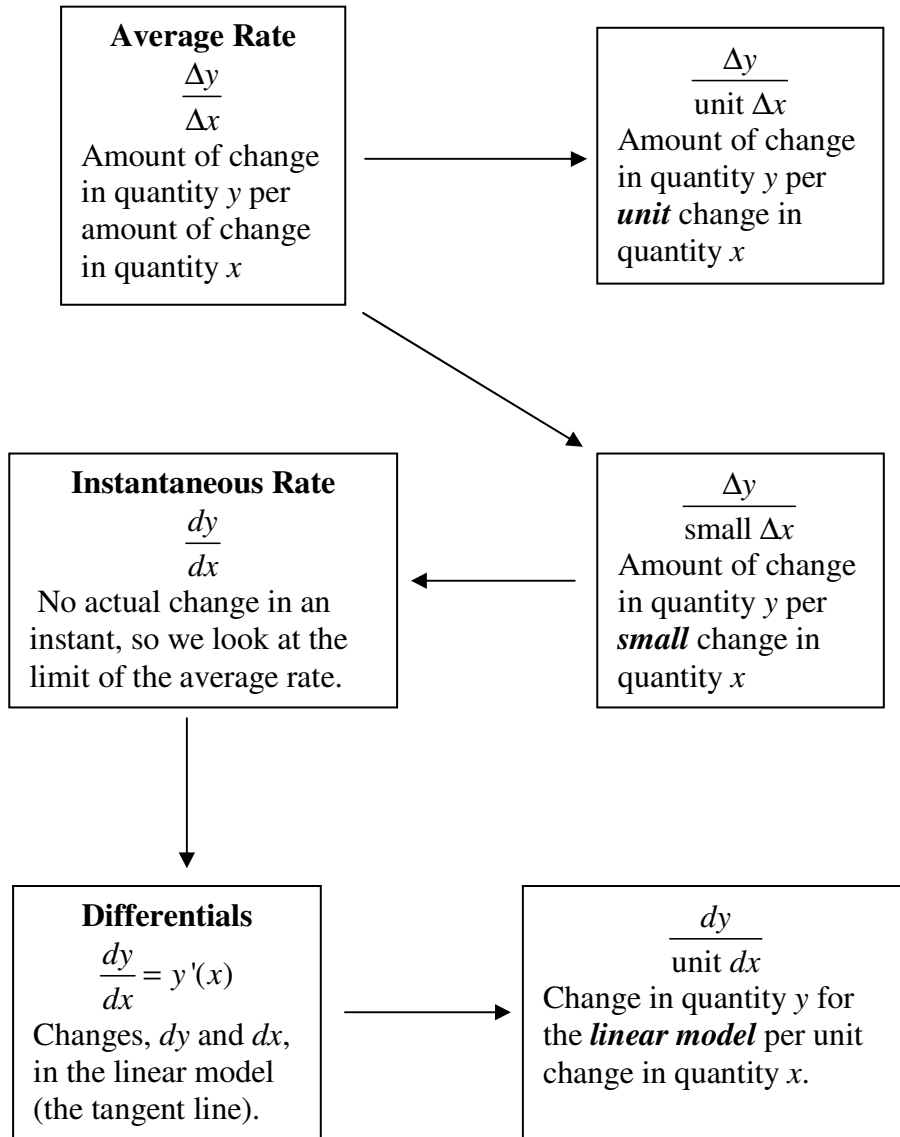 Average Rate
Δy
Δx
Amount of change
in quantity y per
amount of change
in quantity x
Δy
unit Δx
Amount of change
in quantity y per
unit change in
quantity x
Instantaneous Rate
dy
dx
No actual change in an
instant, so we look at the
limit of the average rate.
Δy
small Δx
Amount of change
in quantity y per
small change in
quantity x
Differentials
dy
dx = y'(x)
Changes, dy and dx,
in the linear model
(the tangent line).
dy
unit dx
Change in quantity y for
the linear model per unit
change in quantity x.